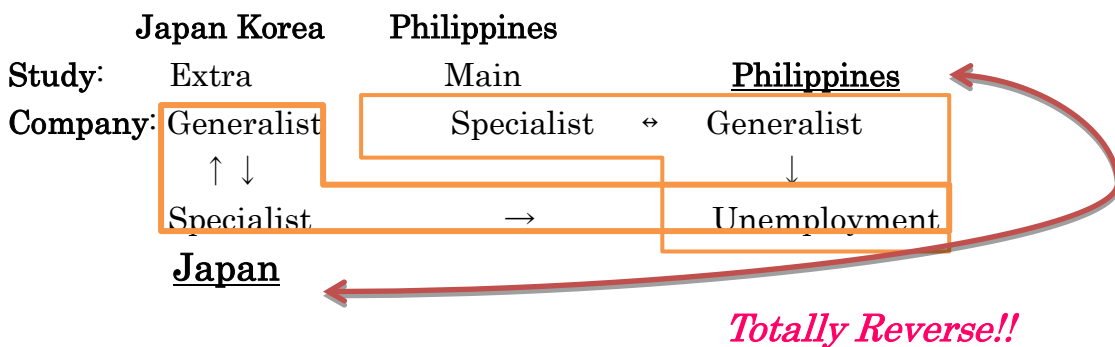 Japan Korea Philippines
Study: Extra Main Philippines
Company: Generalist Specialist ↔ Generalist
↑ ↓ ↓
Specialist → Unemployment
Japan
Totally Reverse!!